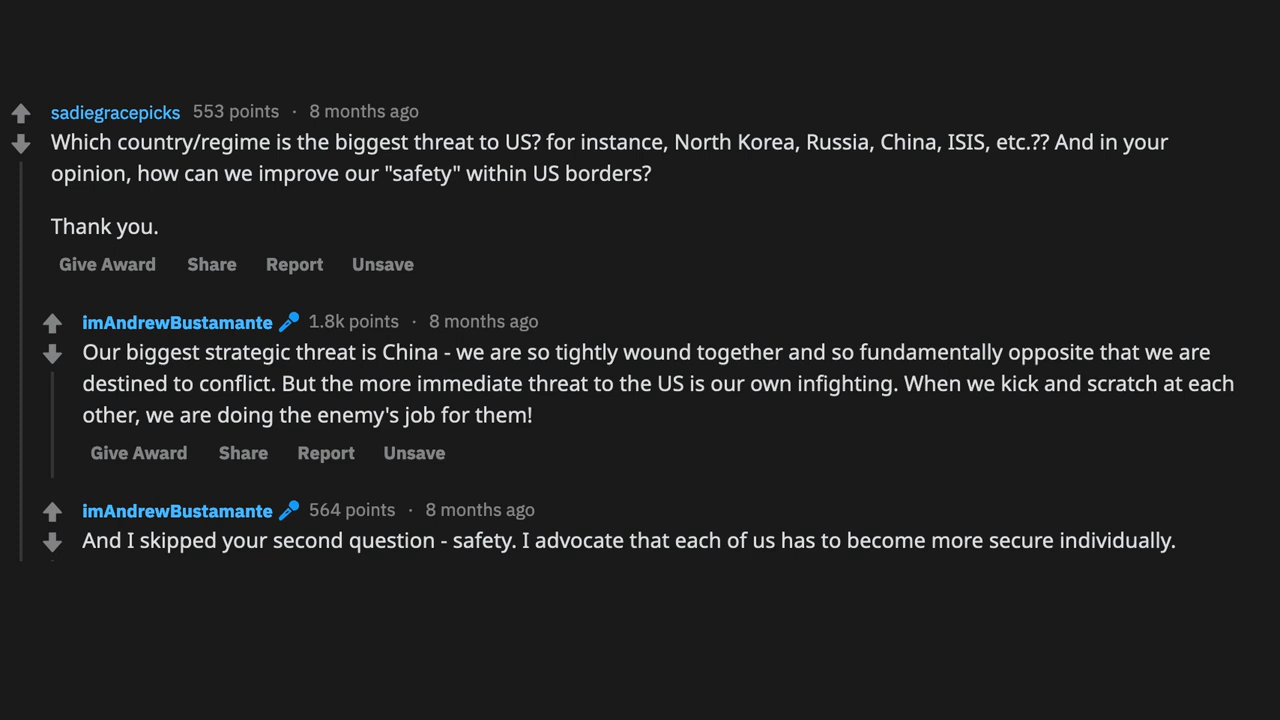 sadiegracepicks 553 points · 8 months ago
Which country/regime is the biggest threat to US? for instance, North Korea, Russia, China, ISIS, etc.?? And in your
opinion, how can we improve our "safety" within US borders?
Thank you.
Give Award Share Report Unsave
imAndrewBustamante 1.8k points · 8 months ago
Our biggest strategic threat is China - we are so tightly wound together and so fundamentally opposite that we are
destined to conflict. But the more immediate threat to the US is our own infighting. When we kick and scratch at each
other, we are doing the enemy's job for them!
Give Award Share Report Unsave
imAndrewBustamante 564 points · 8 months ago
And I skipped your second question - safety. I advocate that each of us has to become more secure individually.